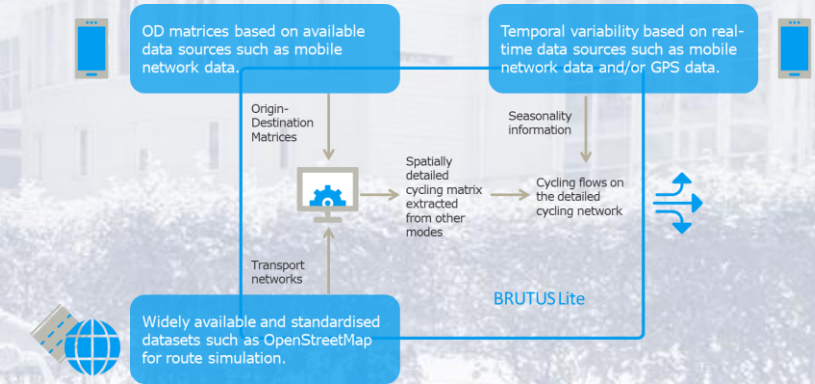 OD matrices based on available
data sources such as mobile
network data.
Temporal variability based on real-
time data sources such as mobile
network data and/or GPS data.
Origin-
Destination
Matrices
Seasonality
information
Spatially
detailed
cycling matrix
extracted
from other
modes
Cycling flows on
the detailed
cycling network
Transport
networks
BRUTUS Lite
Widely available and standardised
datasets such as OpenStreetMap
for route simulation.